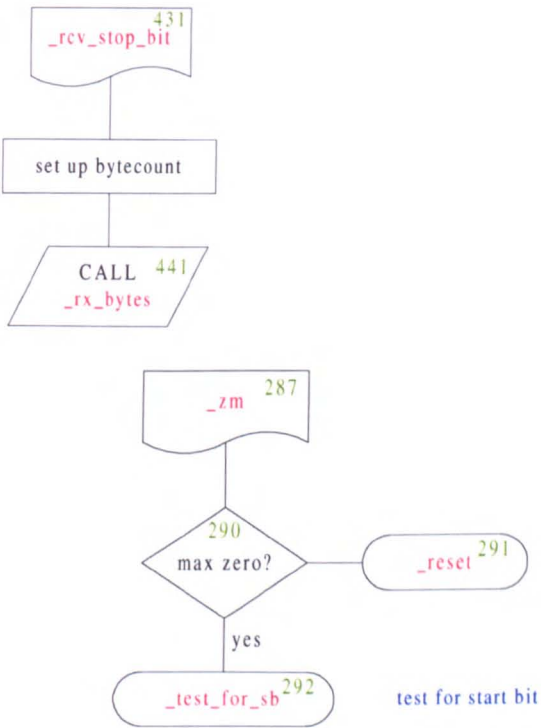 431
_rcv_stop_bit
set up bytecount
CALL 441
_rx_bytes
_zm 287
290
max zero?
_reset 291
yes
_test_for_sb 292
test for start bit